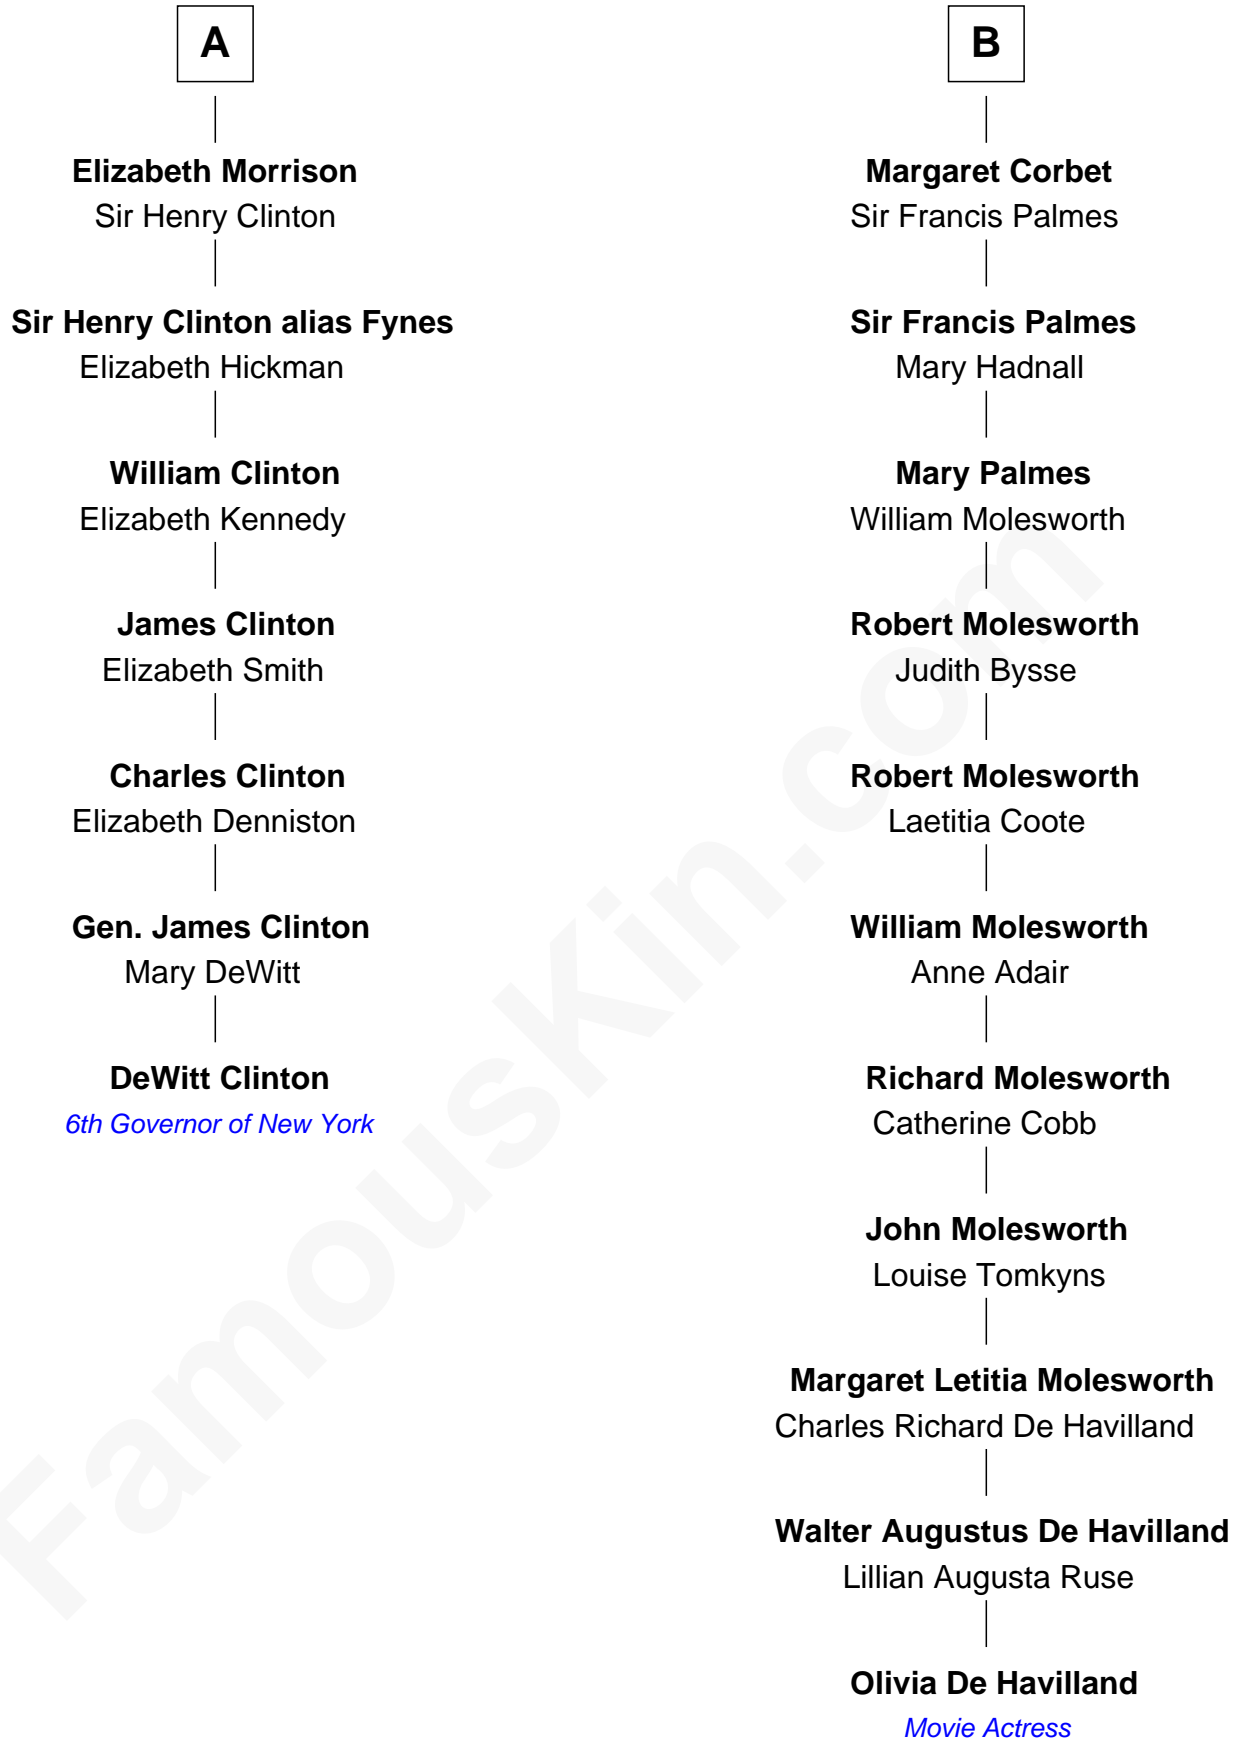 A
Elizabeth Morrison
Sir Henry Clinton
Sir Henry Clinton alias Fynes
Elizabeth Hickman
William Clinton
Elizabeth Kennedy
James Clinton
Elizabeth Smith
Charles Clinton
Elizabeth Denniston
Gen. James Clinton
Mary DeWitt
DeWitt Clinton
6th Governor of New York
B
Margaret Corbet
Sir Francis Palmes
Sir Francis Palmes
Mary Hadnall
Mary Palmes
William Molesworth
Robert Molesworth
Judith Bysse
Robert Molesworth
Laetitia Coote
William Molesworth
Anne Adair
Richard Molesworth
Catherine Cobb
John Molesworth
Louise Tomkyns
Margaret Letitia Molesworth
Charles Richard De Havilland
Walter Augustus De Havilland
Lillian Augusta Ruse
Olivia De Havilland
Movie Actress
FamousKin.com